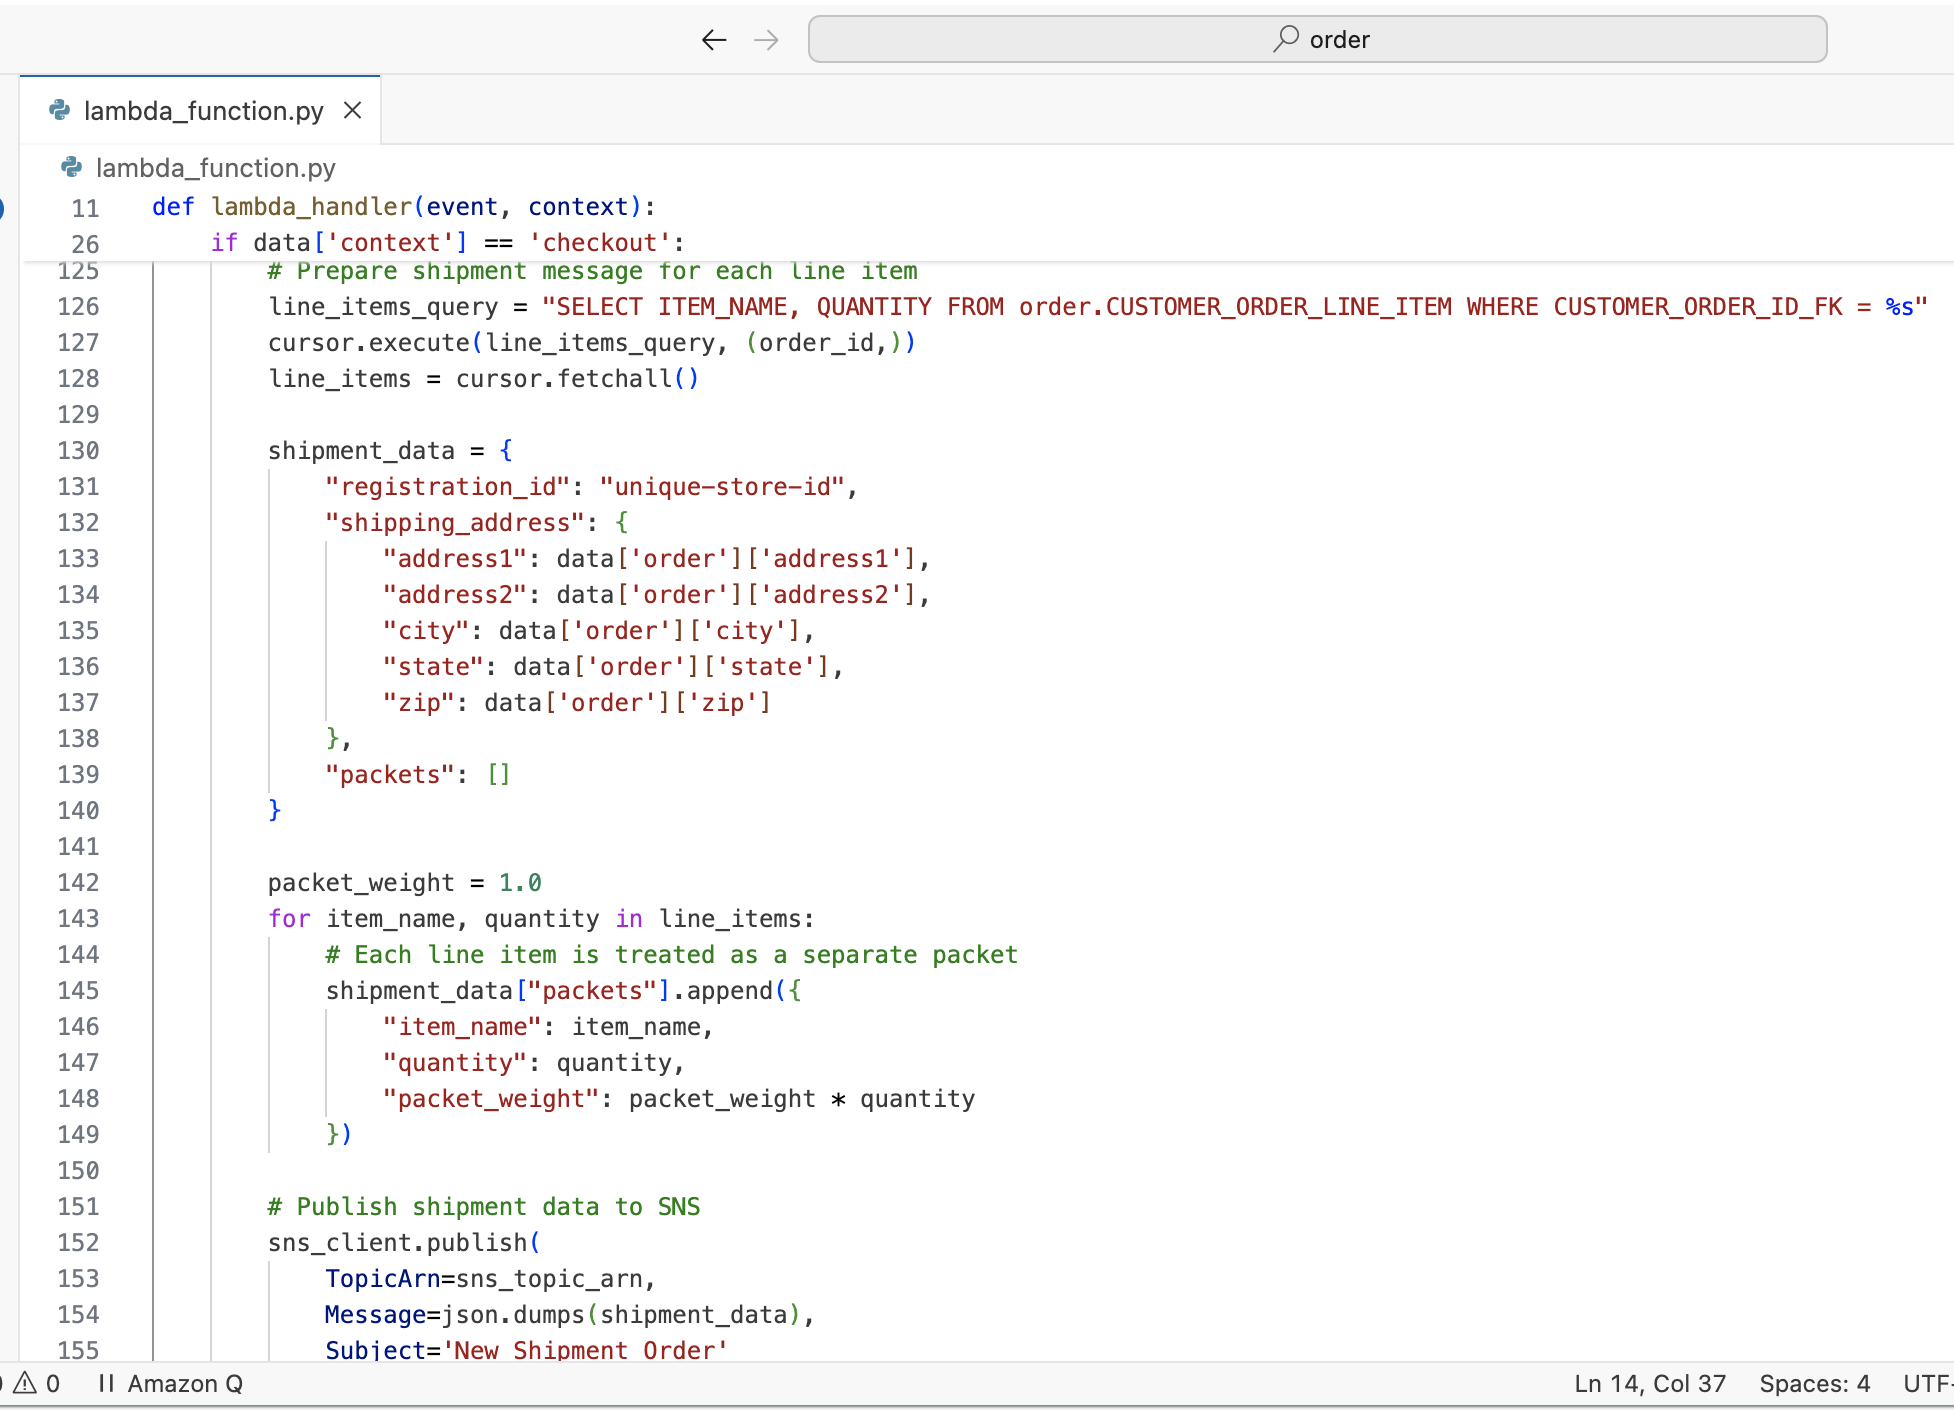 order
lambda_function.py
lambda_function.py
11 def lambda_handler(event, context):
26 if data['context'] == 'checkout':
125 # Prepare shipment message for each line item
126 line_items_query = "SELECT ITEM_NAME, QUANTITY FROM order.CUSTOMER_ORDER_LINE_ITEM WHERE CUSTOMER_ORDER_ID_FK = %s"
127 cursor.execute(line_items_query, (order_id,))
128 line_items = cursor.fetchall()
129
130 shipment_data = {
131 "registration_id": "unique-store-id",
132 "shipping_address": {
133 "address1": data['order']['address1'],
134 "address2": data['order']['address2'],
135 "city": data['order']['city'],
136 "state": data['order']['state'],
137 "zip": data['order']['zip']
138 },
139 "packets": []
140 }
141
142 packet_weight = 1.0
143 for item_name, quantity in line_items:
144 # Each line item is treated as a separate packet
145 shipment_data["packets"].append({
146 "item_name": item_name,
147 "quantity": quantity,
148 "packet_weight": packet_weight * quantity
149 })
150
151 # Publish shipment data to SNS
152 sns_client.publish(
153 TopicArn=sns_topic_arn,
154 Message=json.dumps(shipment_data),
155 Subject='New Shipment Order'
0 Amazon Q Ln 14, Col 37 Spaces: 4 UTF-